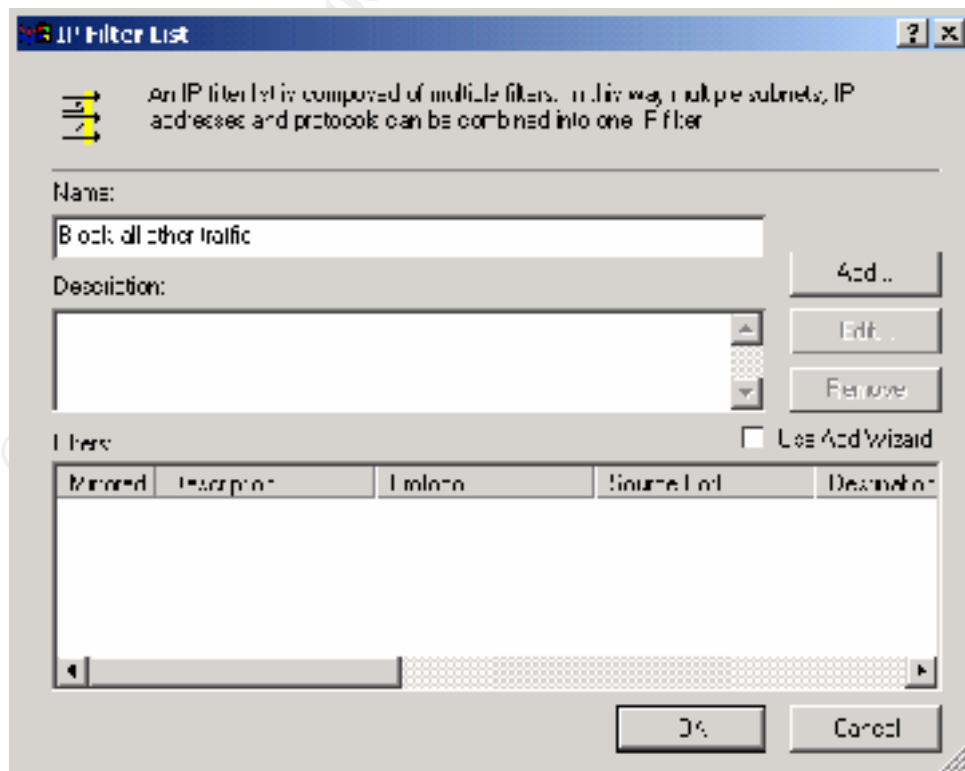 IP Filter List
An IP filter list is composed of multiple filters. In this way, multiple subnets, IP
addresses and protocols can be combined into one IP filter
Name:
Block all other traffic
Add...
Description:
Edit...
Remove
Filters:
Use Add Wizard
Mirrored Description Protocol Source Port Destination
OK Cancel